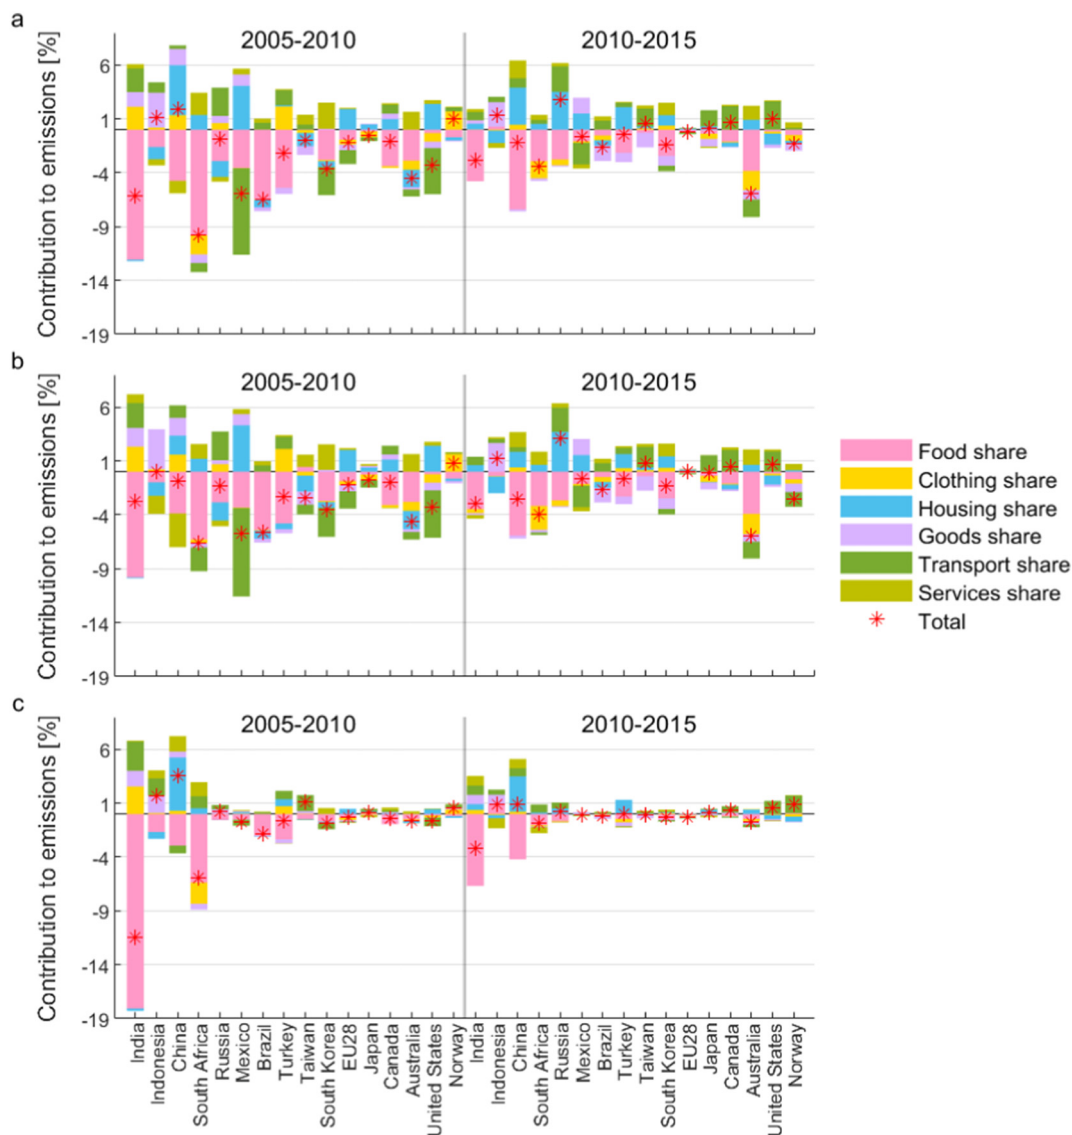 a
2005-2010
2010-2015
Contribution to emissions [%]
6
1
-4
-9
-14
-19
b
2005-2010
2010-2015
Contribution to emissions [%]
6
1
-4
-9
-14
-19
Food share
Clothing share
Housing share
Goods share
Transport share
Services share
Total
c
2005-2010
2010-2015
Contribution to emissions [%]
6
1
-4
-9
-14
-19
India
Indonesia
China
South Africa
Russia
Mexico
Brazil
Turkey
Taiwan
South Korea
EU28
Japan
Canada
Australia
United States
Norway
India
Indonesia
China
South Africa
Russia
Mexico
Brazil
Turkey
Taiwan
South Korea
EU28
Japan
Canada
Australia
United States
Norway